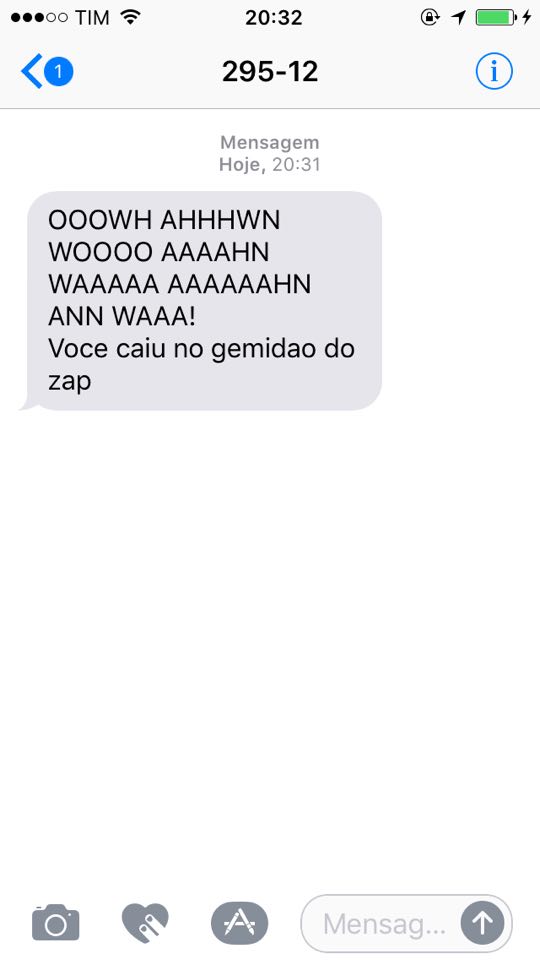 TIM 20:32
1 295-12
Mensagem
Hoje, 20:31
OOOWH AHHHWN
WOOOO AAAAHN
WAAAAA AAAAAAHN
ANN WAAA!
Voce caiu no gemidao do
zap
Mensag...